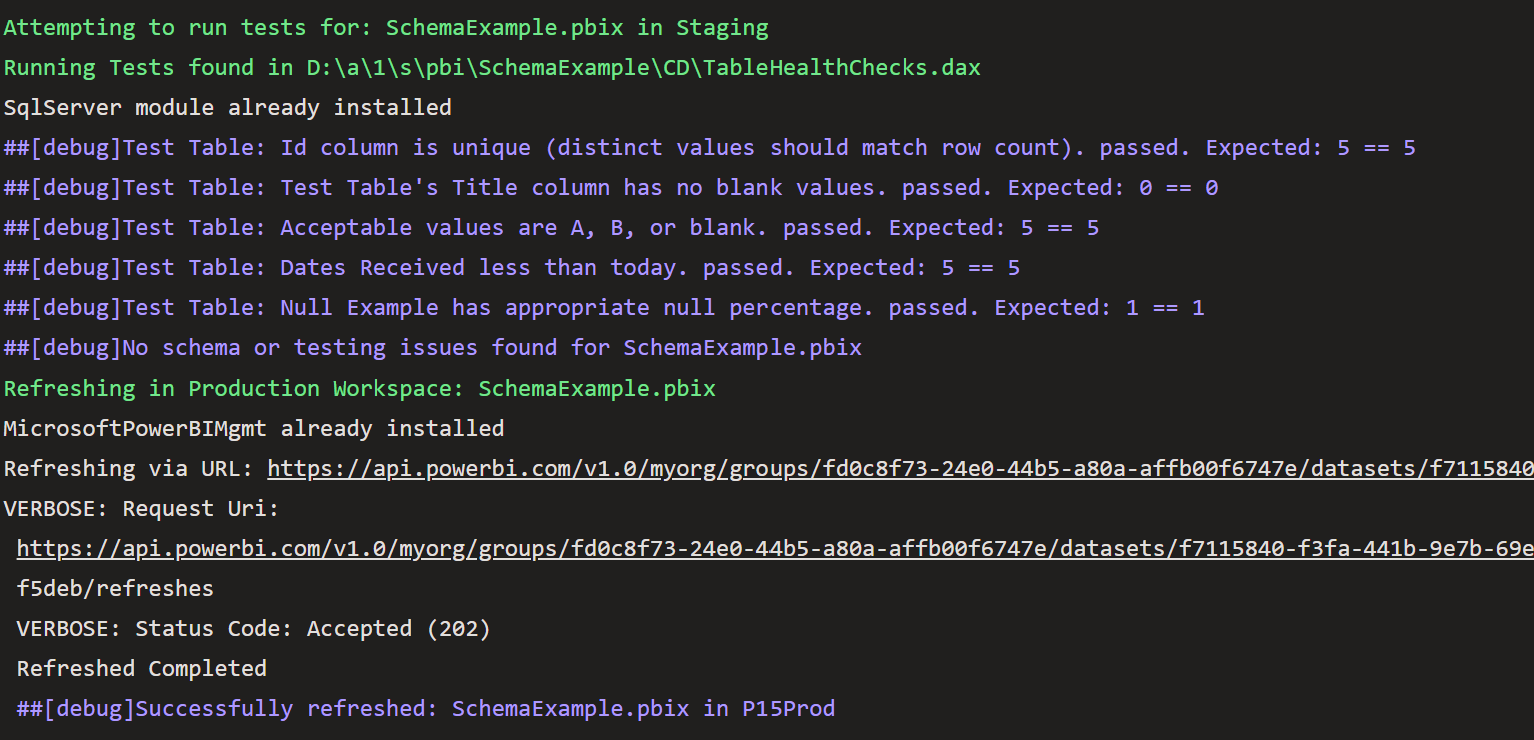 Attempting to run tests for: SchemaExample.pbix in Staging
Running Tests found in D:\a\1\s\pbi\SchemaExample\CD\TableHealthChecks.dax
SqlServer module already installed
##[debug]Test Table: Id column is unique (distinct values should match row count). passed. Expected: 5 == 5
##[debug]Test Table: Test Table's Title column has no blank values. passed. Expected: 0 == 0
##[debug]Test Table: Acceptable values are A, B, or blank. passed. Expected: 5 == 5
##[debug]Test Table: Dates Received less than today. passed. Expected: 5 == 5
##[debug]Test Table: Null Example has appropriate null percentage. passed. Expected: 1 == 1
##[debug]No schema or testing issues found for SchemaExample.pbix
Refreshing in Production Workspace: SchemaExample.pbix
MicrosoftPowerBIMgmt already installed
Refreshing via URL: https://api.powerbi.com/v1.0/myorg/groups/fd0c8f73-24e0-44b5-a80a-affb00f6747e/datasets/f7115840
VERBOSE: Request Uri:
https://api.powerbi.com/v1.0/myorg/groups/fd0c8f73-24e0-44b5-a80a-affb00f6747e/datasets/f7115840-f3fa-441b-9e7b-69e
f5deb/refreshes
VERBOSE: Status Code: Accepted (202)
Refreshed Completed
##[debug]Successfully refreshed: SchemaExample.pbix in P15Prod